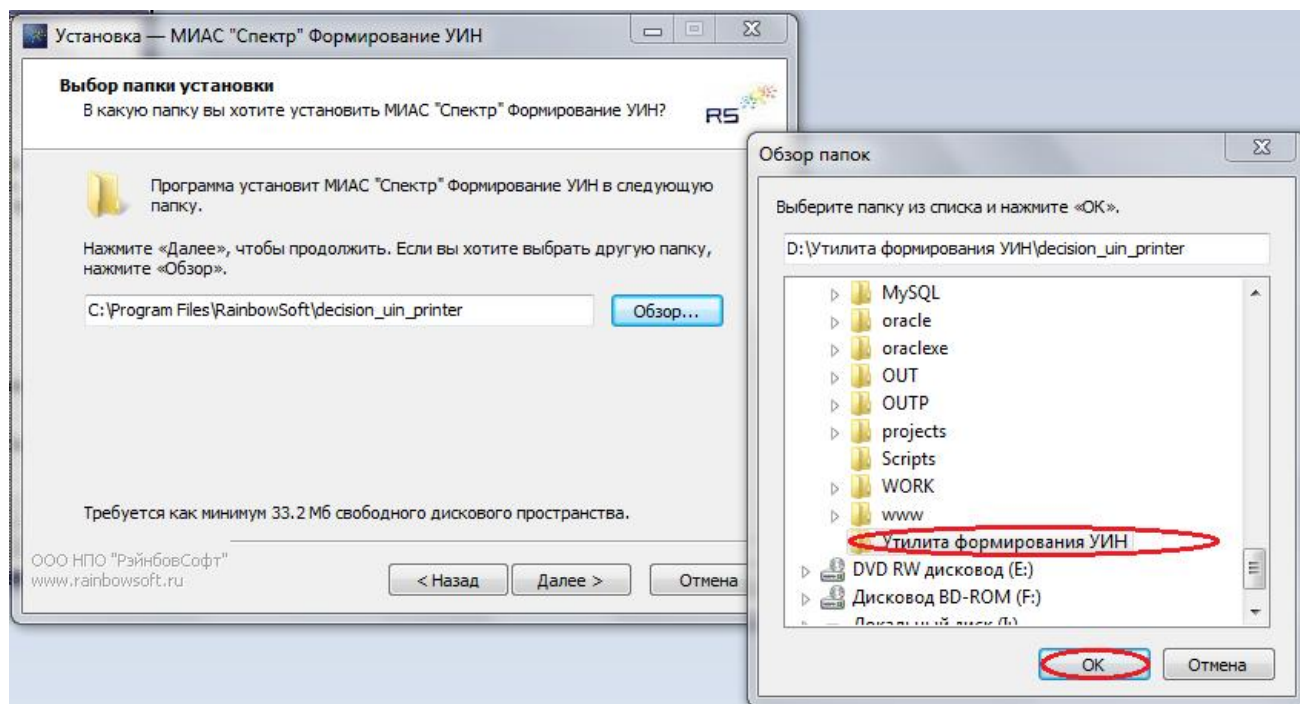 Установка — МИАС "Спектр" Формирование УИН
Выбор папки установки
В какую папку вы хотите установить МИАС "Спектр" Формирование УИН?
RS
Программа установит МИАС "Спектр" Формирование УИН в следующую
папку.
Нажмите «Далее», чтобы продолжить. Если вы хотите выбрать другую папку,
нажмите «Обзор».
C:\Program Files\RainbowSoft\decision_uin_printer
Обзор...
Требуется как минимум 33.2 Мб свободного дискового пространства.
ООО НПО "РэйнбовСофт"
www.rainbowsoft.ru
< Назад
Далее >
Отмена
Обзор папок
Выберите папку из списка и нажмите «ОК».
D:\Утилита формирования УИН\decision_uin_printer
MySQL
oracle
oraclexe
OUT
OUTP
projects
Scripts
WORK
www
Утилита формирования УИН
DVD RW дисковод (E:)
Дисковод BD-ROM (F:)
Локальный диск (I:)
ОК
Отмена